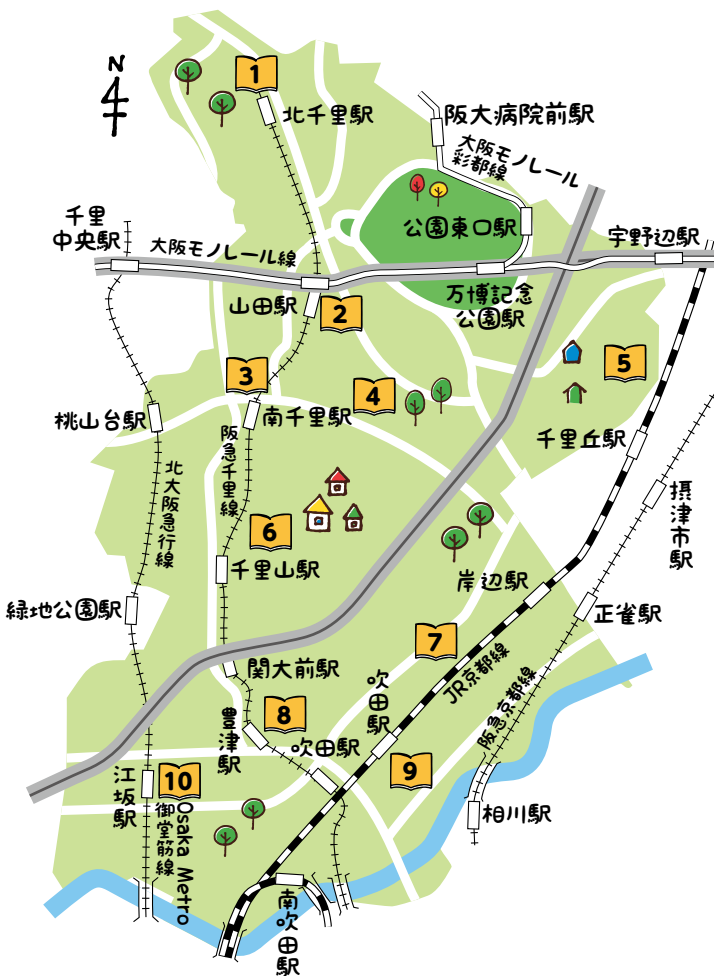 N
1
北千里駅
阪大病院前駅
大阪モノレール
彩都線
千里
中央駅
大阪モノレール線
公園東口駅
宇野辺駅
山田駅
2
万博記念
公園駅
3
4
5
桃山台駅
南千里駅
千里丘駅
阪急千里線
北大阪急行線
摂津市駅
6
千里山駅
岸辺駅
緑地公園駅
正雀駅
7
関大前駅
JR京都線
吹田駅
阪急京都線
8
豊津駅
吹田駅
9
10
江坂駅
Osaka Metro
御堂筋線
相川駅
南吹田駅